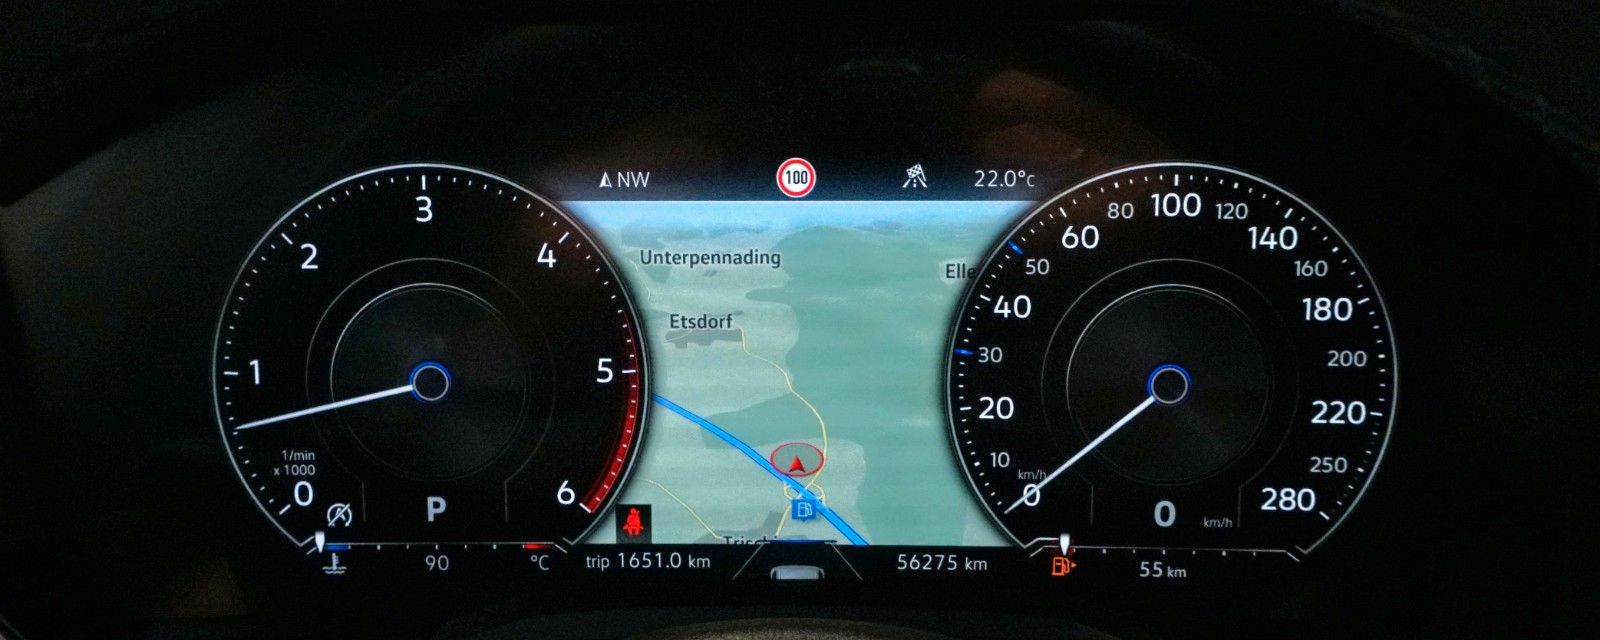 NW
100
22.0°C
1
2
3
4
5
6
0
1/min
x 1000
P
90
°C
Unterpennading
Etsdorf
Elle
trip 1651.0 km
56275 km
0
10
20
30
40
50
60
80
100
120
140
160
180
200
220
250
280
km/h
0
km/h
55 km